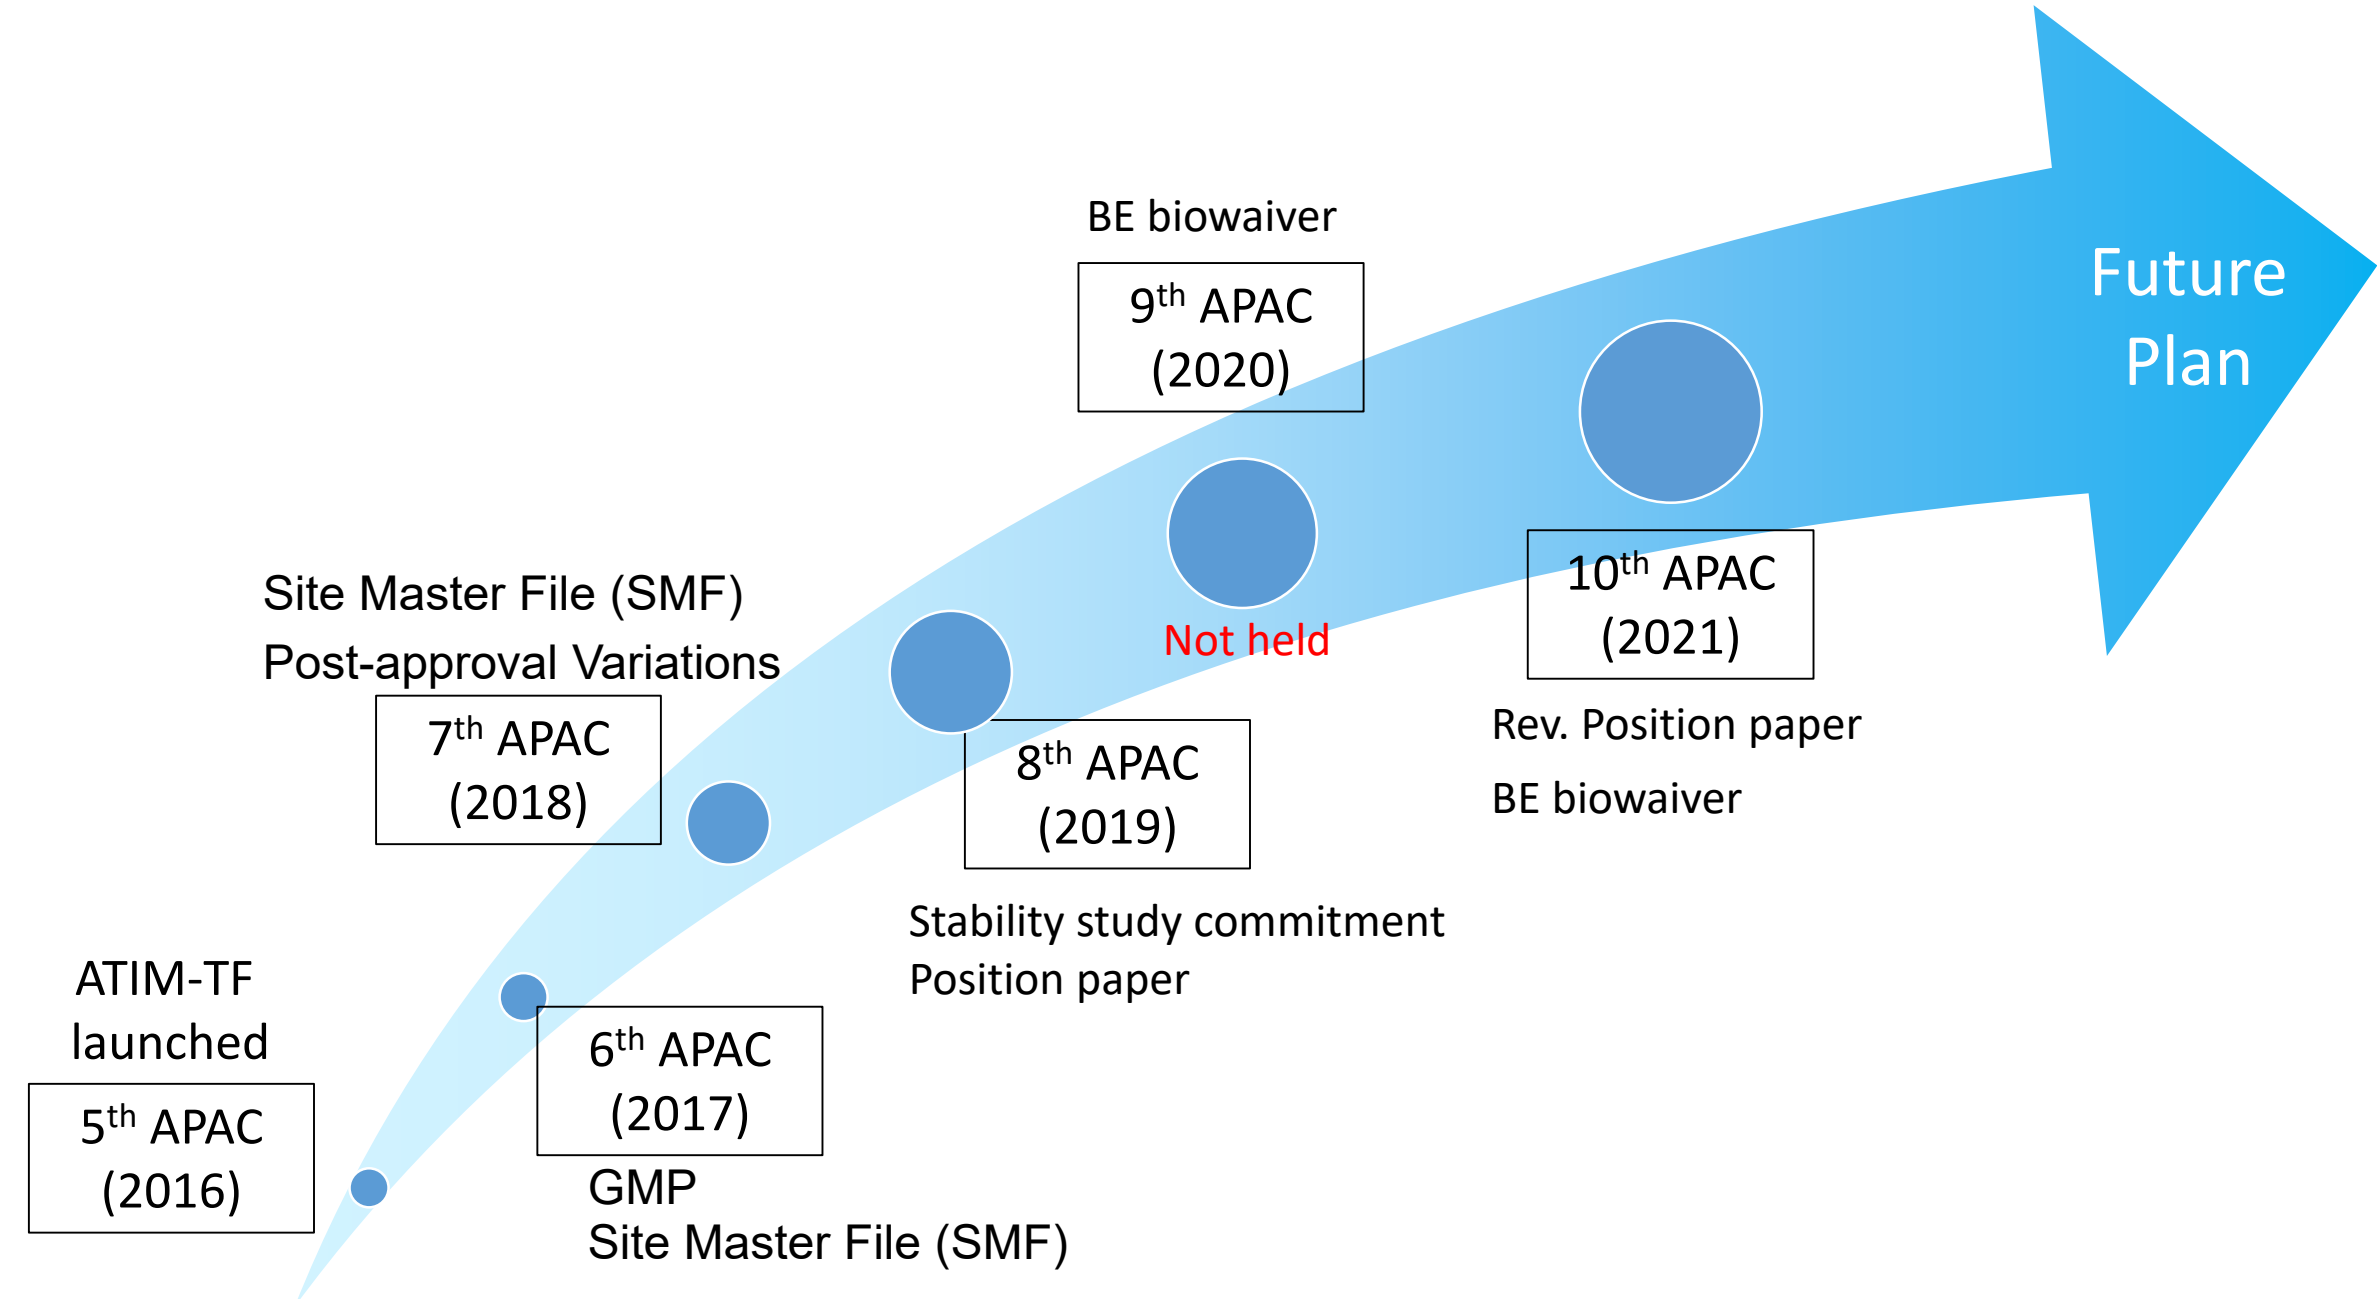 BE biowaiver
9th APAC
(2020)
Not held
Future
Plan
10th APAC
(2021)
Rev. Position paper
BE biowaiver
Site Master File (SMF)
Post-approval Variations
7th APAC
(2018)
8th APAC
(2019)
Stability study commitment
Position paper
ATIM-TF
launched
5th APAC
(2016)
6th APAC
(2017)
GMP
Site Master File (SMF)